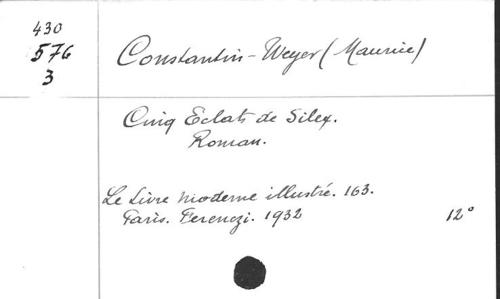 430
576
3
Constantin-Weyer (Maurice)
Cinq Eclats de Silex.
Roman.
Le Livre moderne illustré. 163.
Paris. Ferenczi. 1932 12°